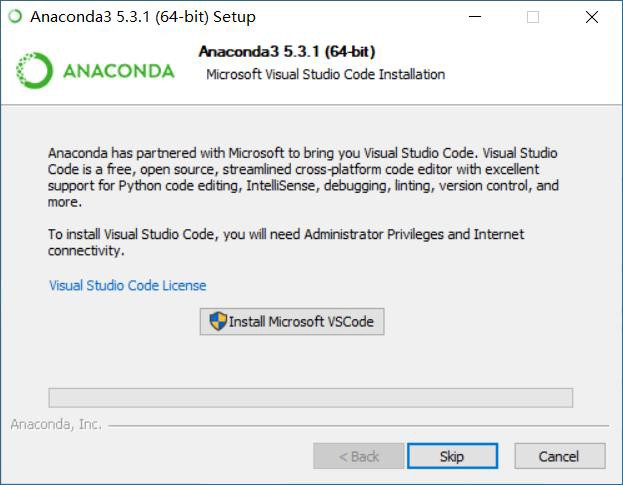 Anaconda3 5.3.1 (64-bit) Setup
ANACONDA
Anaconda3 5.3.1 (64-bit)
Microsoft Visual Studio Code Installation
Anaconda has partnered with Microsoft to bring you Visual Studio Code. Visual Studio
Code is a free, open source, streamlined cross-platform code editor with excellent
support for Python code editing, IntelliSense, debugging, linting, version control, and
more.
To install Visual Studio Code, you will need Administrator Privileges and Internet
connectivity.
Visual Studio Code License
Install Microsoft VSCode
Anaconda, Inc.
< Back
Skip
Cancel